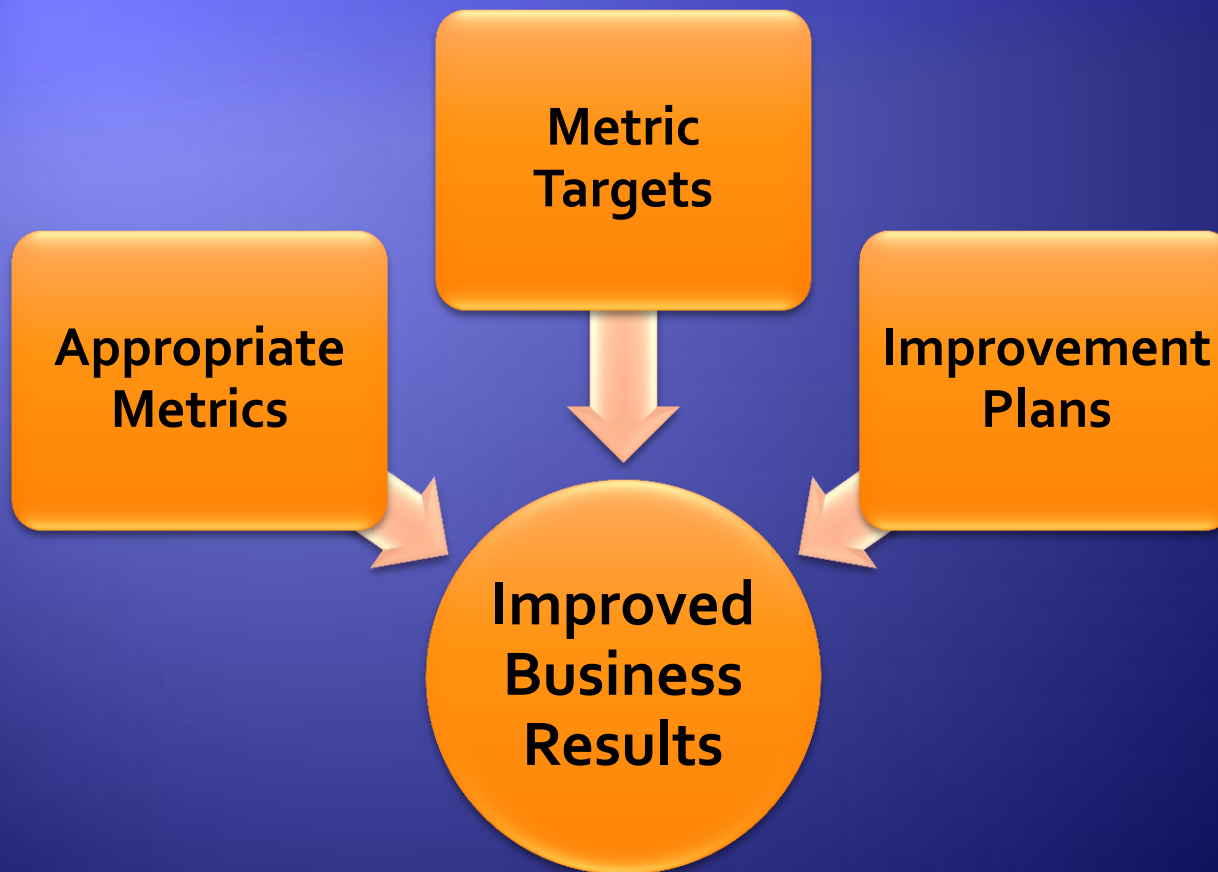 Metric
Targets
Appropriate
Metrics
Improvement
Plans
Improved
Business
Results